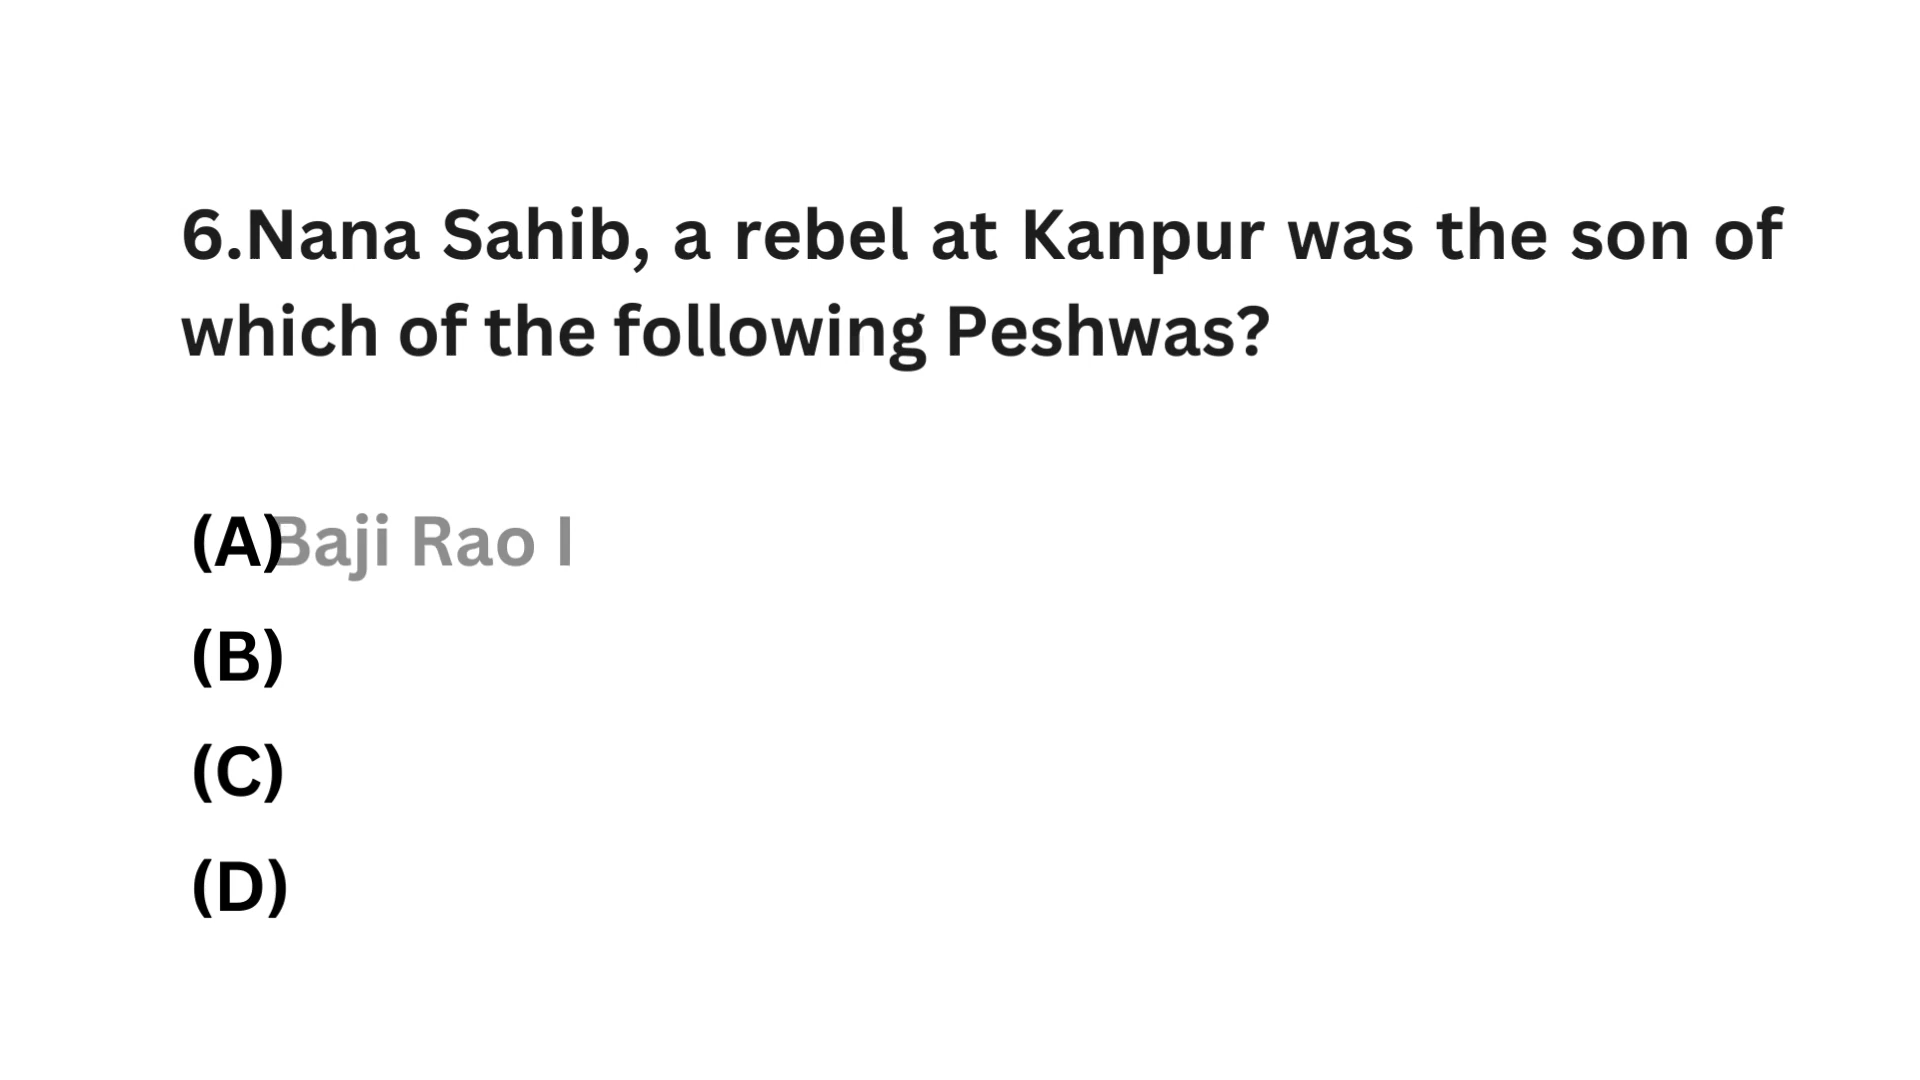 6.Nana Sahib, a rebel at Kanpur was the son of
which of the following Peshwas?
(A)Baji Rao I
(B)
(C)
(D)